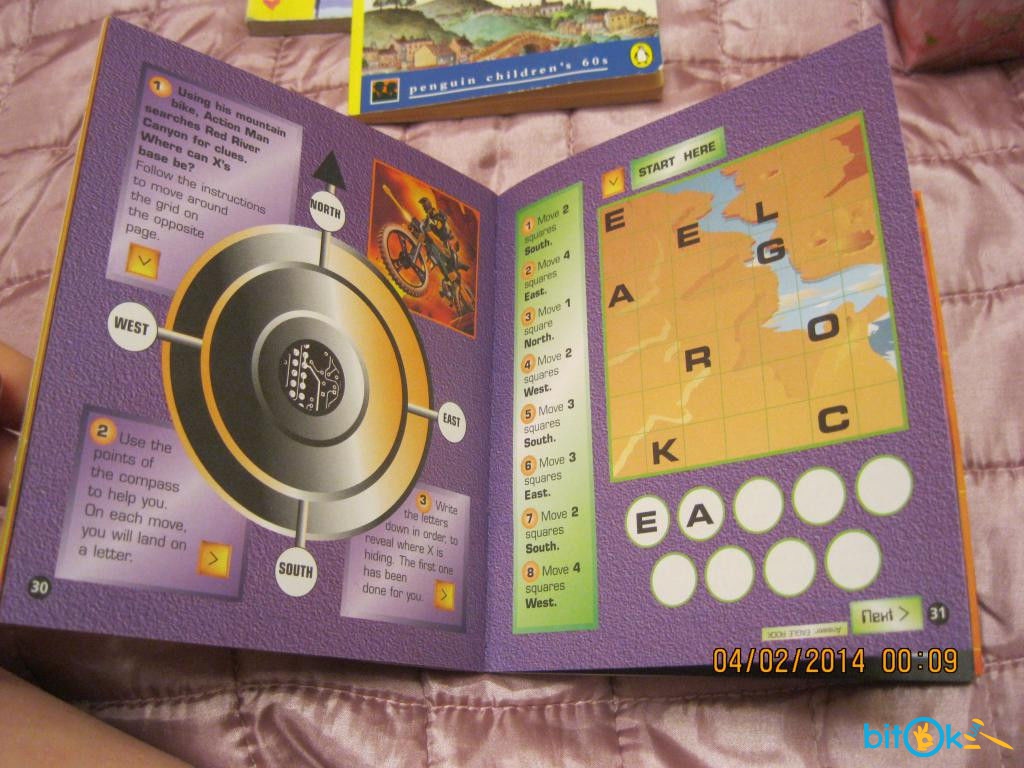 penguin children's 60s
1 Using his mountain
bike, Action Man
searches Red River
Canyon for clues.
Where can X's
base be?
Follow the instructions
to move around
the grid on
the opposite
page.
NORTH
WEST
EAST
SOUTH
2 Use the
points of
the compass
to help you.
On each move,
you will land on
a letter.
3 Write
the letters
down in order, to
reveal where X is
hiding. The first one
has been
done for you.
30
START HERE
1 Move 2
squares
South.
2 Move 4
squares
East.
3 Move 1
square
North.
4 Move 2
squares
West.
5 Move 3
squares
South.
6 Move 3
squares
East.
7 Move 2
squares
South.
8 Move 4
squares
West.
E
L
E
G
A
O
R
C
K
E A
Answer: EAGLE ROCK
Next >
31
04/02/2014 00:09
bitOk